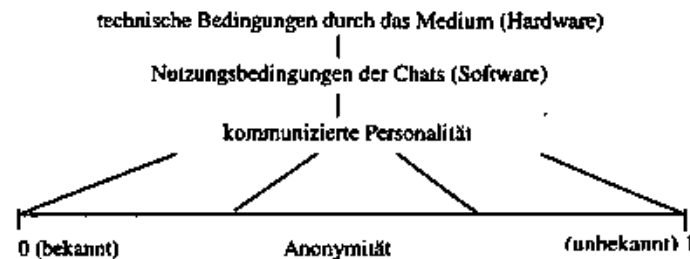 technische Bedingungen durch das Medium (Hardware)
Nutzungsbedingungen der Chats (Software)
kommunizierte Personalität
0 (bekannt) Anonymität (unbekannt) 1